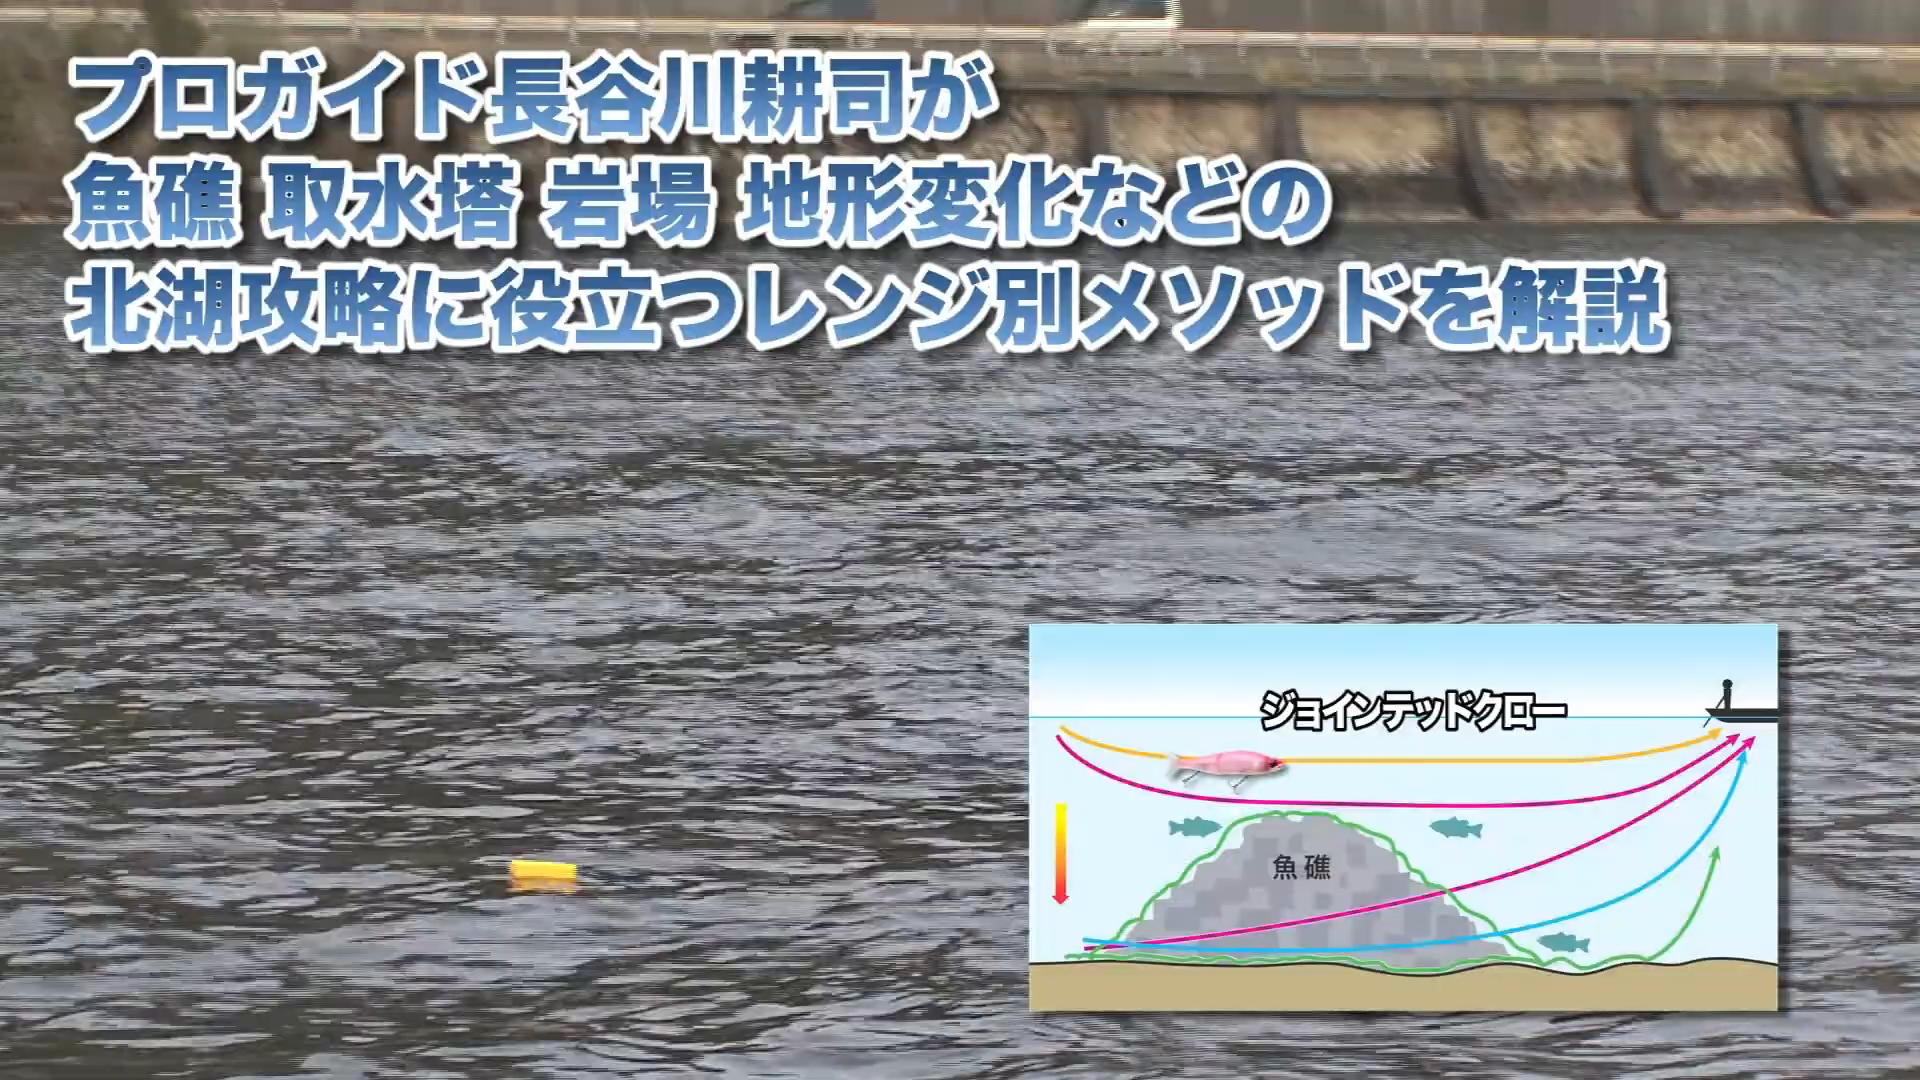 プロガイド長谷川耕司が
魚礁 取水塔 岩場 地形変化などの
北湖攻略に役立つレンジ別メソッドを解説
ジョインテッドクロー
魚礁